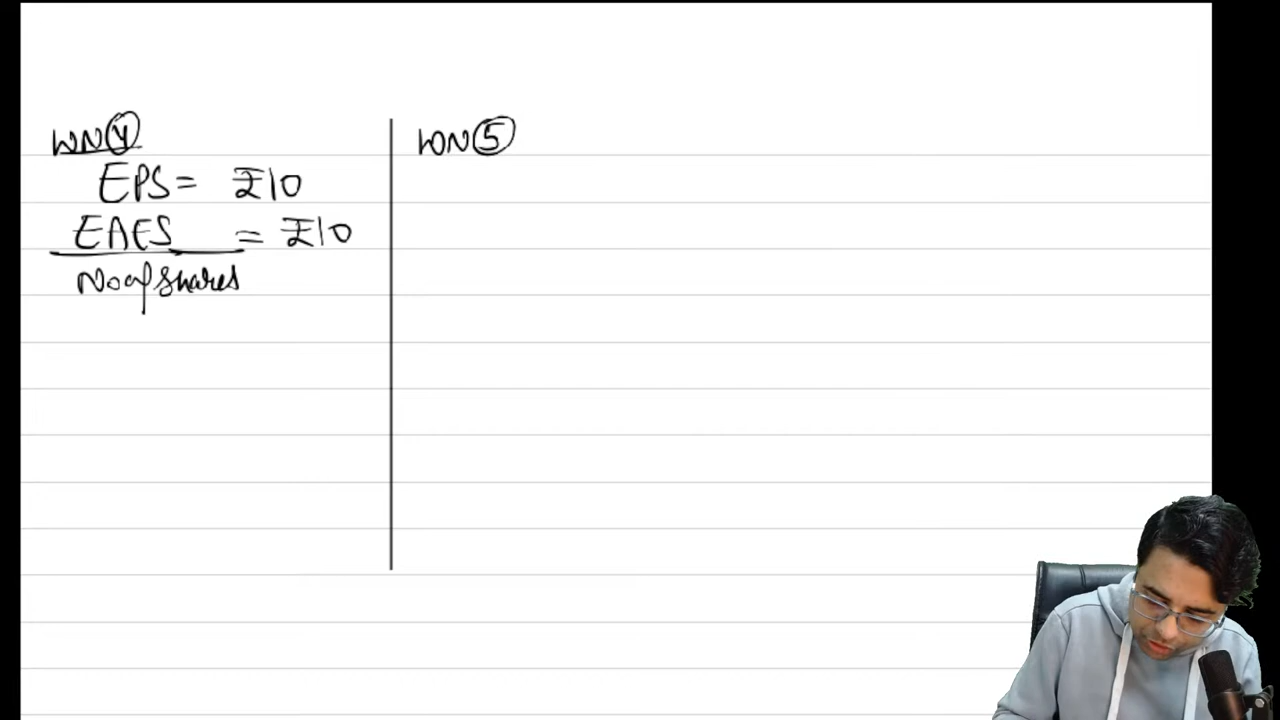 WN④
EPS = ₹10
EAES = ₹10
No of shares
WN⑤